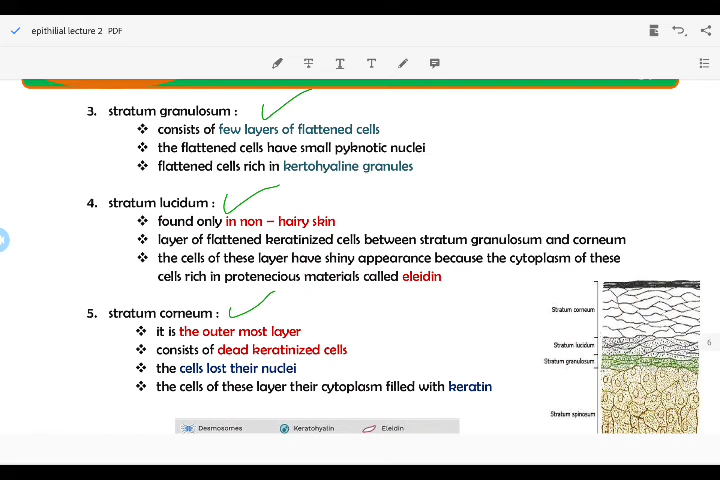 epithilial lecture 2 PDF
3. stratum granulosum :
❖ consists of few layers of flattened cells
❖ the flattened cells have small pyknotic nuclei
❖ flattened cells rich in kertohyaline granules
4. stratum lucidum :
❖ found only in non – hairy skin
❖ layer of flattened keratinized cells between stratum granulosum and corneum
❖ the cells of these layer have shiny appearance because the cytoplasm of these
cells rich in protenecious materials called eleidin
5. stratum corneum :
❖ it is the outer most layer
❖ consists of dead keratinized cells
❖ the cells lost their nuclei
❖ the cells of these layer their cytoplasm filled with keratin
Stratum corneum
Stratum lucidum
Stratum granulosum
Stratum spinosum
6
Desmosomes Keratohyalin Eleidin